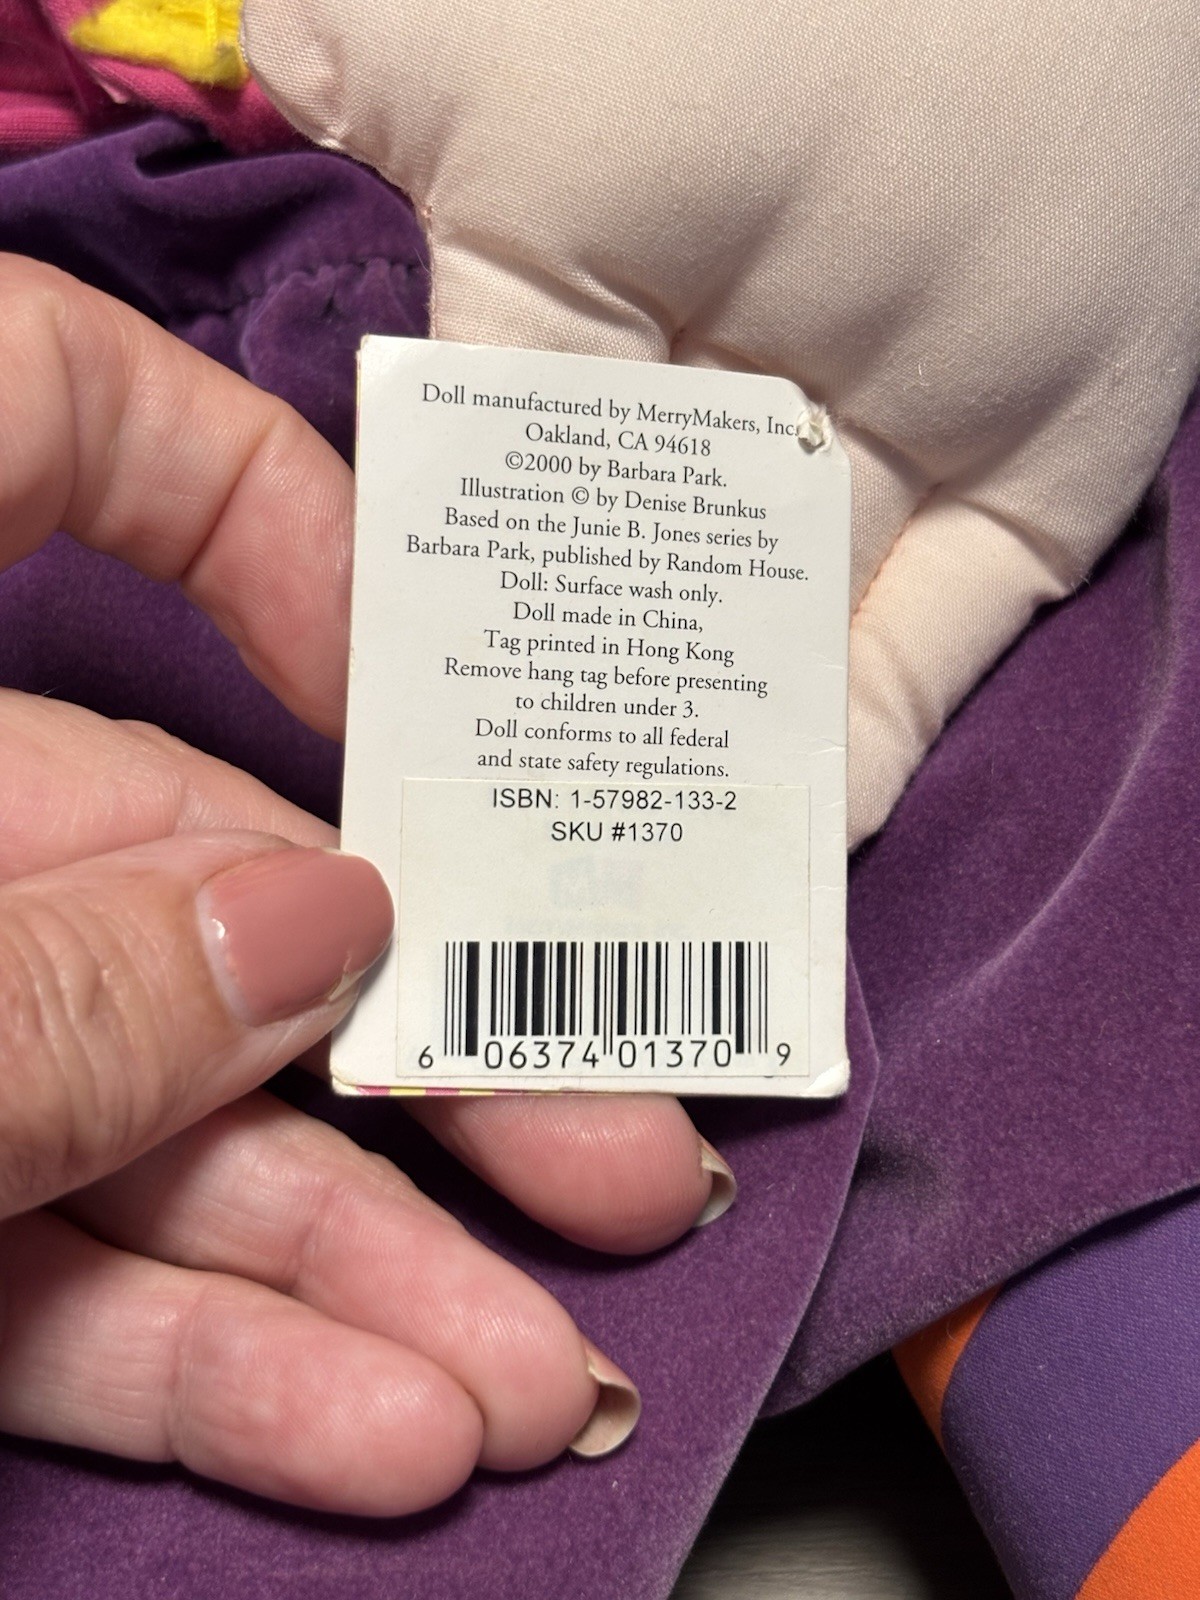 Doll manufactured by MerryMakers, Inc.
Oakland, CA 94618
©2000 by Barbara Park.
Illustration © by Denise Brunkus
Based on the Junie B. Jones series by
Barbara Park, published by Random House.
Doll: Surface wash only.
Doll made in China,
Tag printed in Hong Kong
Remove hang tag before presenting
to children under 3.
Doll conforms to all federal
and state safety regulations.
ISBN: 1-57982-133-2
SKU #1370
6 06374 01370 9